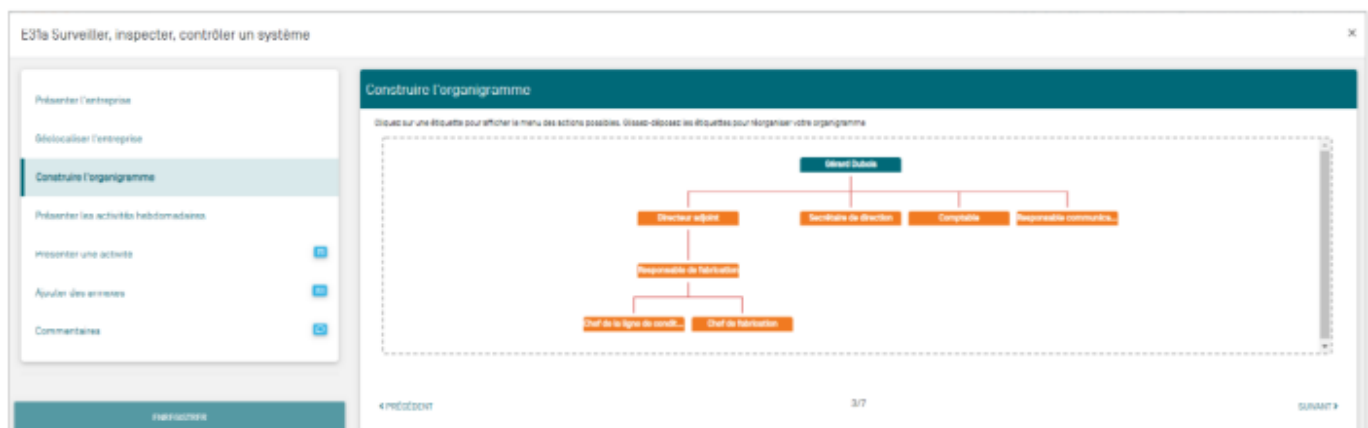 E31a Surveiller, inspecter, contrôler un système
×
Présenter l'entreprise
Géolocaliser l'entreprise
Construire l'organigramme
Présenter les activités hebdomadaires
Présenter une activité
Ajouter des annexes
Commentaires
ENREGISTRER
Construire l'organigramme
Cliquez sur une étiquette pour afficher le menu des actions possibles. Glissez-déposez les étiquettes pour réorganiser votre organigramme
Gérard Dubois
Directeur adjoint
Secrétaire de direction
Comptable
Responsable communica...
Responsable de fabrication
Chef de la ligne de condit...
Chef de fabrication
PRÉCÉDENT
3/7
SUIVANT